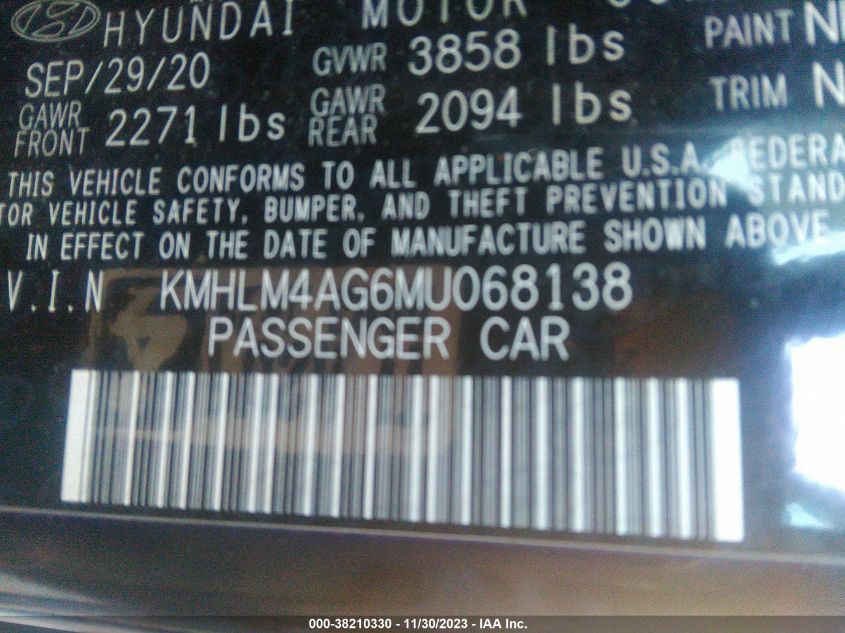 HYUNDAI MOTOR
SEP/29/20 GVWR 3858 lbs PAINT
GAWR FRONT 2271 lbs GAWR REAR 2094 lbs TRIM
THIS VEHICLE CONFORMS TO ALL APPLICABLE U.S.A. FEDERA
OR VEHICLE SAFETY, BUMPER, AND THEFT PREVENTION STAND
IN EFFECT ON THE DATE OF MANUFACTURE SHOWN ABOVE
V.I.N KMHLM4AG6MU068138
PASSENGER CAR
000-38210330 - 11/30/2023 - IAA Inc.